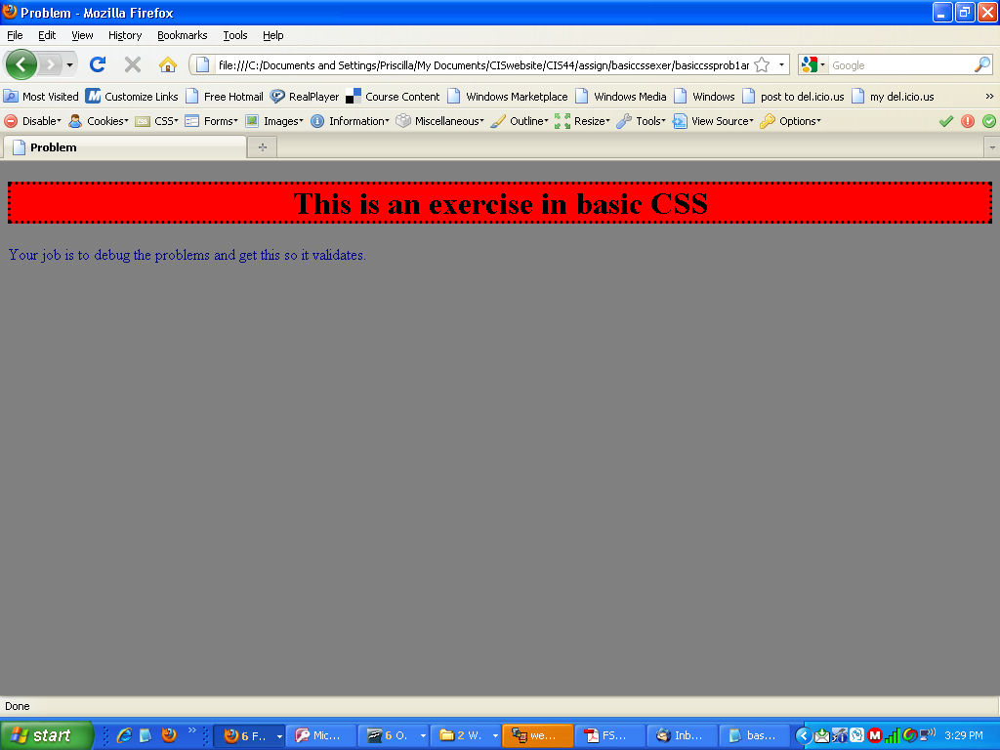 Problem - Mozilla Firefox
File Edit View History Bookmarks Tools Help
file:///C:/Documents and Settings/Priscilla/My Documents/CISwebsite/CIS44/assign/basiccssexer/basiccssprob1ar Google
Most Visited Customize Links Free Hotmail RealPlayer Course Content Windows Marketplace Windows Media Windows post to del.icio.us my del.icio.us »
Disable Cookies CSS Forms Images Information Miscellaneous Outline Resize Tools View Source Options
Problem
This is an exercise in basic CSS
Your job is to debug the problems and get this so it validates.
Done
start » 6 F... Mic... 6 O. 2 W. we... FS... Inb... bas... 3:29 PM